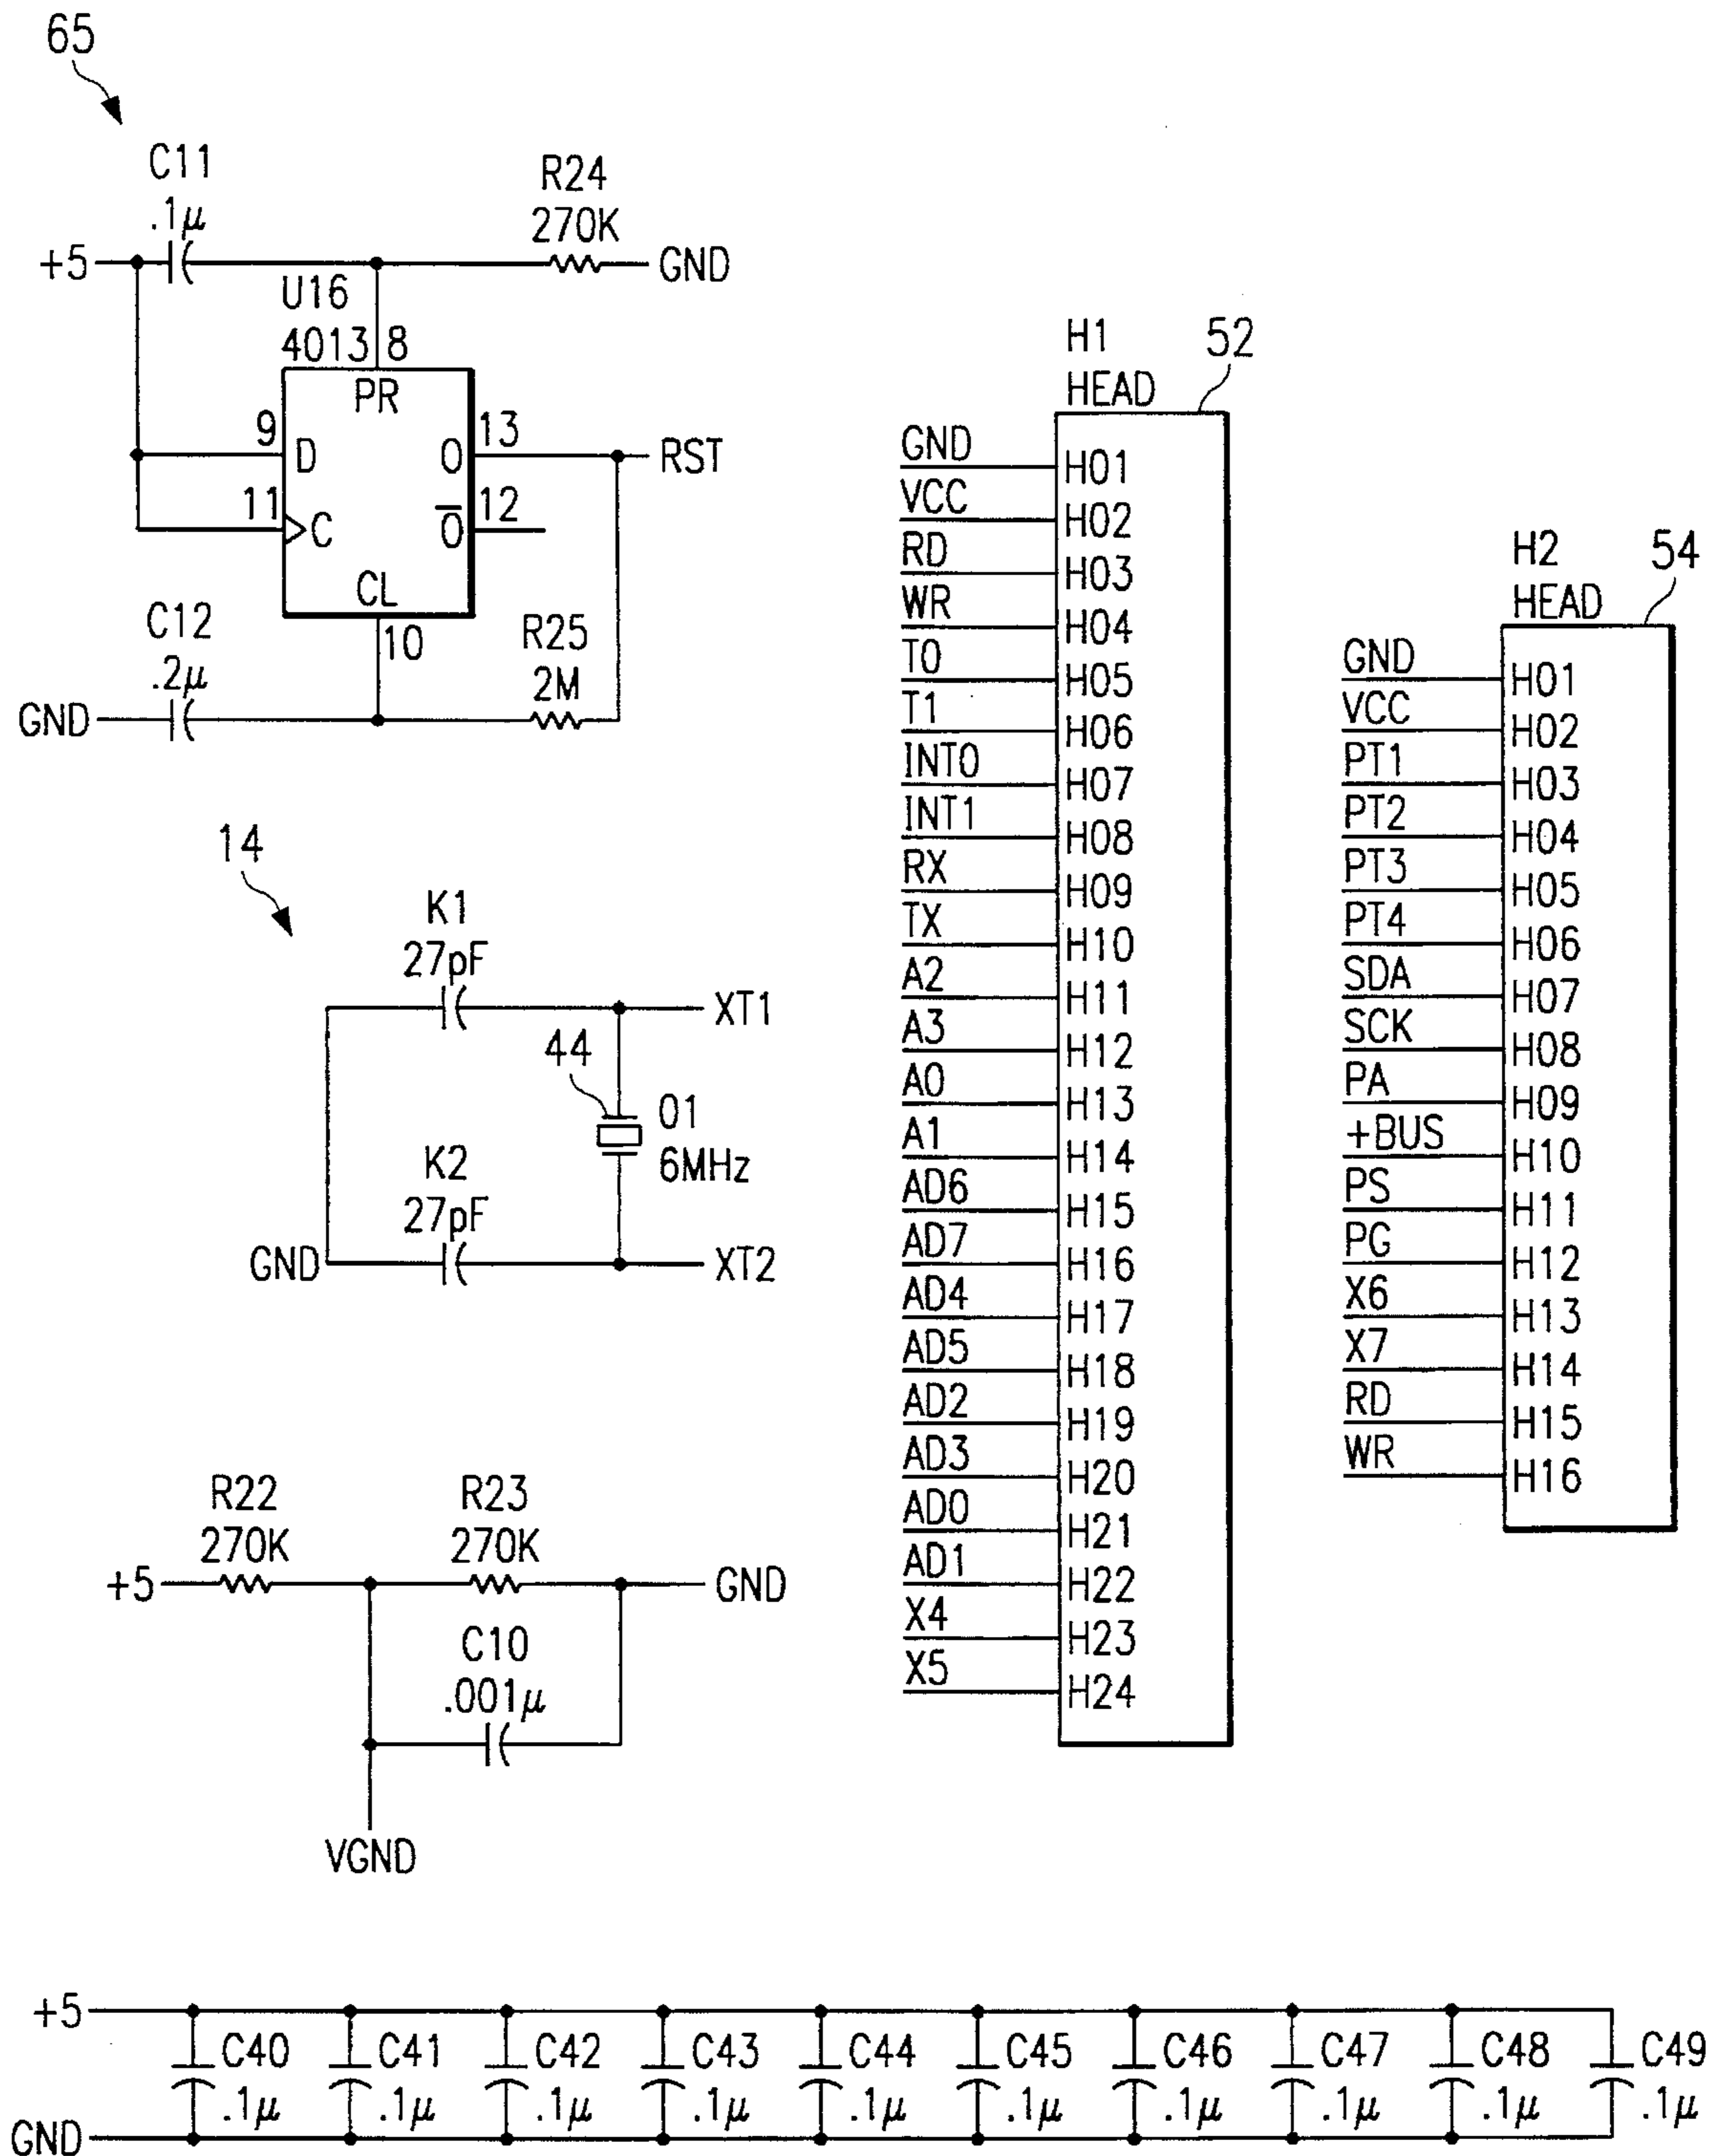 65
C11
.1μ
R24
270K
+5
GND
U16
4013
8
PR
9
D
13
O
RST
11
C
12
O̅
CL
10
C12
.2μ
R25
2M
GND
14
K1
27pF
XT1
44
01
6MHz
K2
27pF
GND
XT2
R22
270K
R23
270K
+5
GND
C10
.001μ
VGND
H1
HEAD
52
GND H01
VCC H02
RD H03
WR H04
T0 H05
T1 H06
INT0 H07
INT1 H08
RX H09
TX H10
A2 H11
A3 H12
A0 H13
A1 H14
AD6 H15
AD7 H16
AD4 H17
AD5 H18
AD2 H19
AD3 H20
AD0 H21
AD1 H22
X4 H23
X5 H24
H2
HEAD
54
GND H01
VCC H02
PT1 H03
PT2 H04
PT3 H05
PT4 H06
SDA H07
SCK H08
PA H09
+BUS H10
PS H11
PG H12
X6 H13
X7 H14
RD H15
WR H16
+5
C40 C41 C42 C43 C44 C45 C46 C47 C48 C49
.1μ .1μ .1μ .1μ .1μ .1μ .1μ .1μ .1μ .1μ
GND